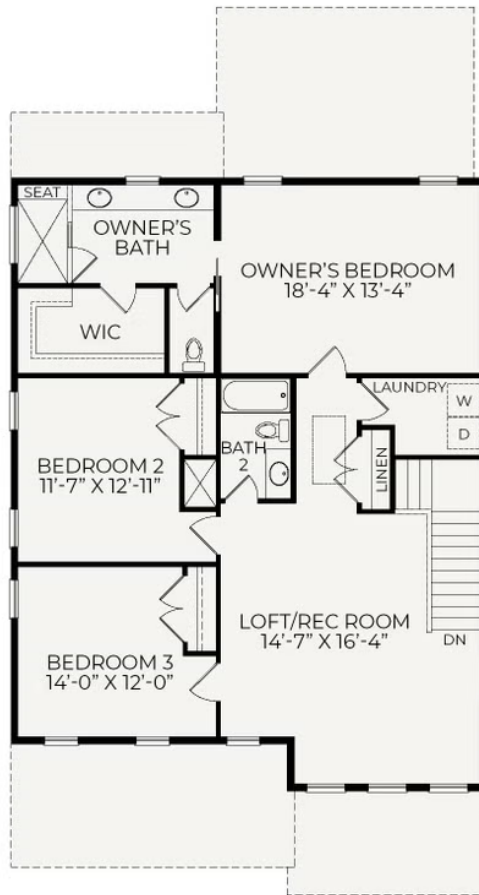 SEAT
OWNER'S
BATH
OWNER'S BEDROOM
18'-4" X 13'-4"
WIC
LAUNDRY
W
D
BATH
2
LINEN
BEDROOM 2
11'-7" X 12'-11"
LOFT/REC ROOM
14'-7" X 16'-4"
DN
BEDROOM 3
14'-0" X 12'-0"